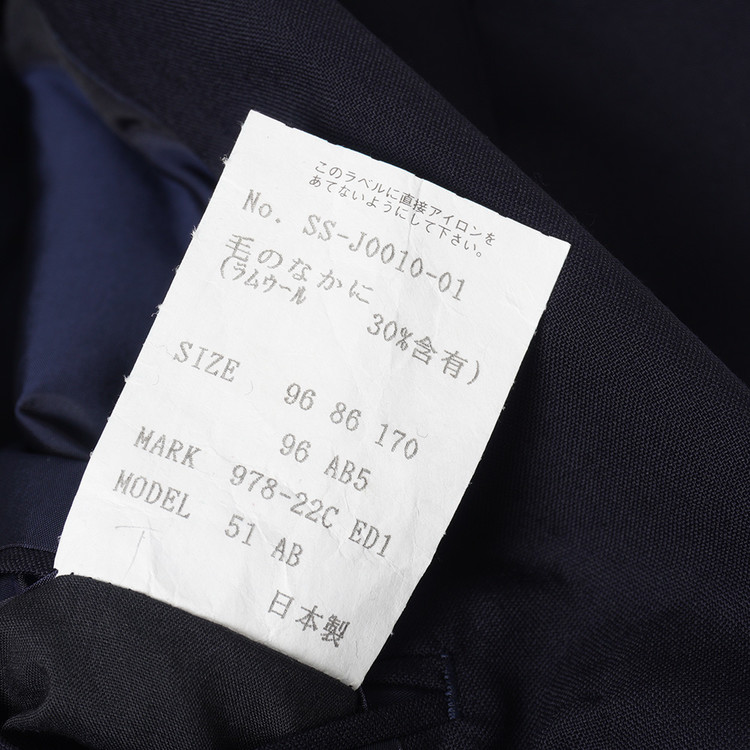 このラベルに直接アイロンを
あてないようにして下さい。
No. SS-J0010-01
毛のなかに
(ラムウール 30%含有)
SIZE 96 86 170
96 AB5
MARK 978-22C ED1
MODEL 51 AB
日本製